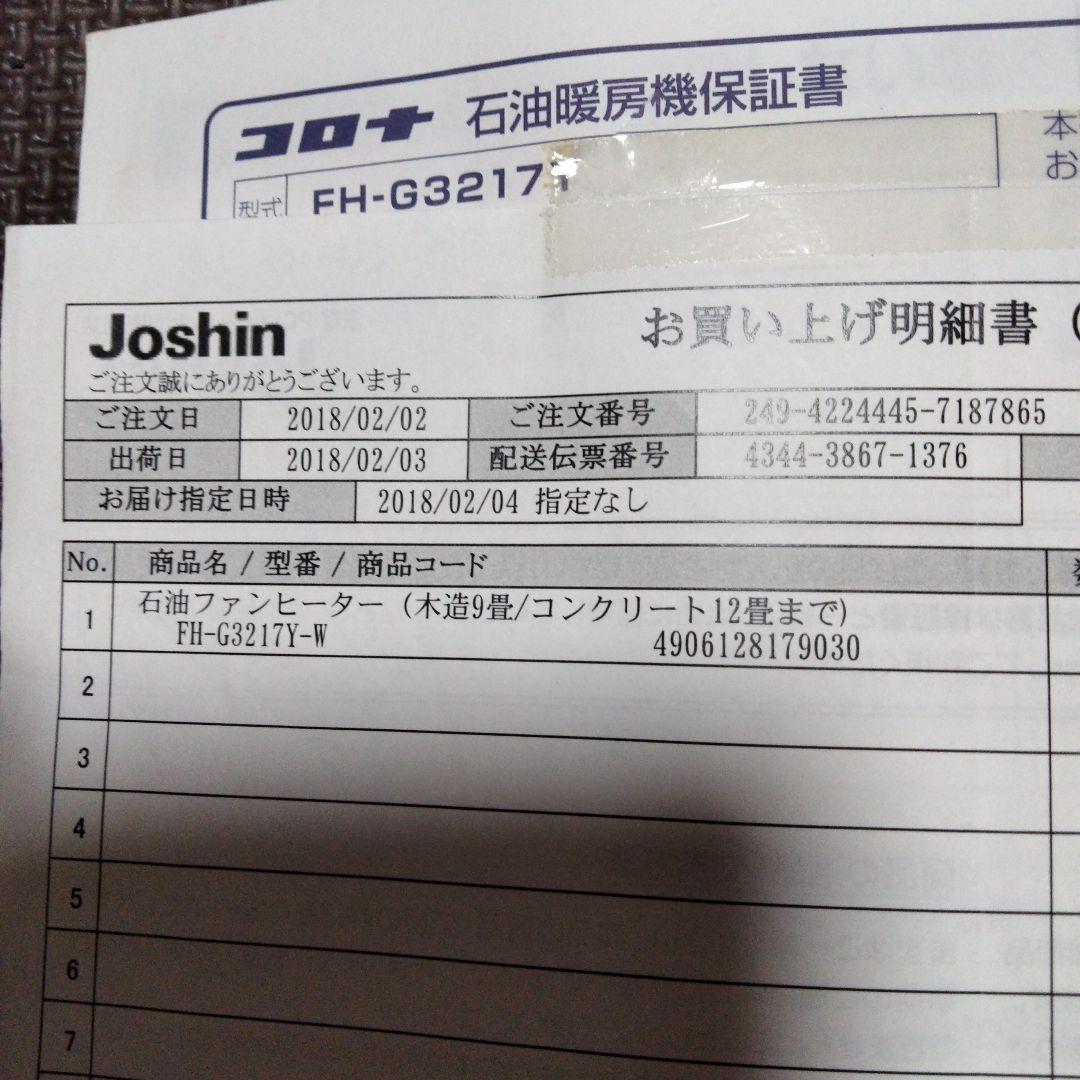 コロナ 石油暖房機保証書
本
お
型式 FH-G3217Y
Joshin
お買い上げ明細書（
ご注文誠にありがとうございます。
ご注文日 2018/02/02 ご注文番号 249-4224445-7187865
出荷日 2018/02/03 配送伝票番号 4344-3867-1376
お届け指定日時 2018/02/04 指定なし
No. 商品名 / 型番 / 商品コード
1 石油ファンヒーター（木造9畳/コンクリート12畳まで）
FH-G3217Y-W 4906128179030
2
3
4
5
6
7